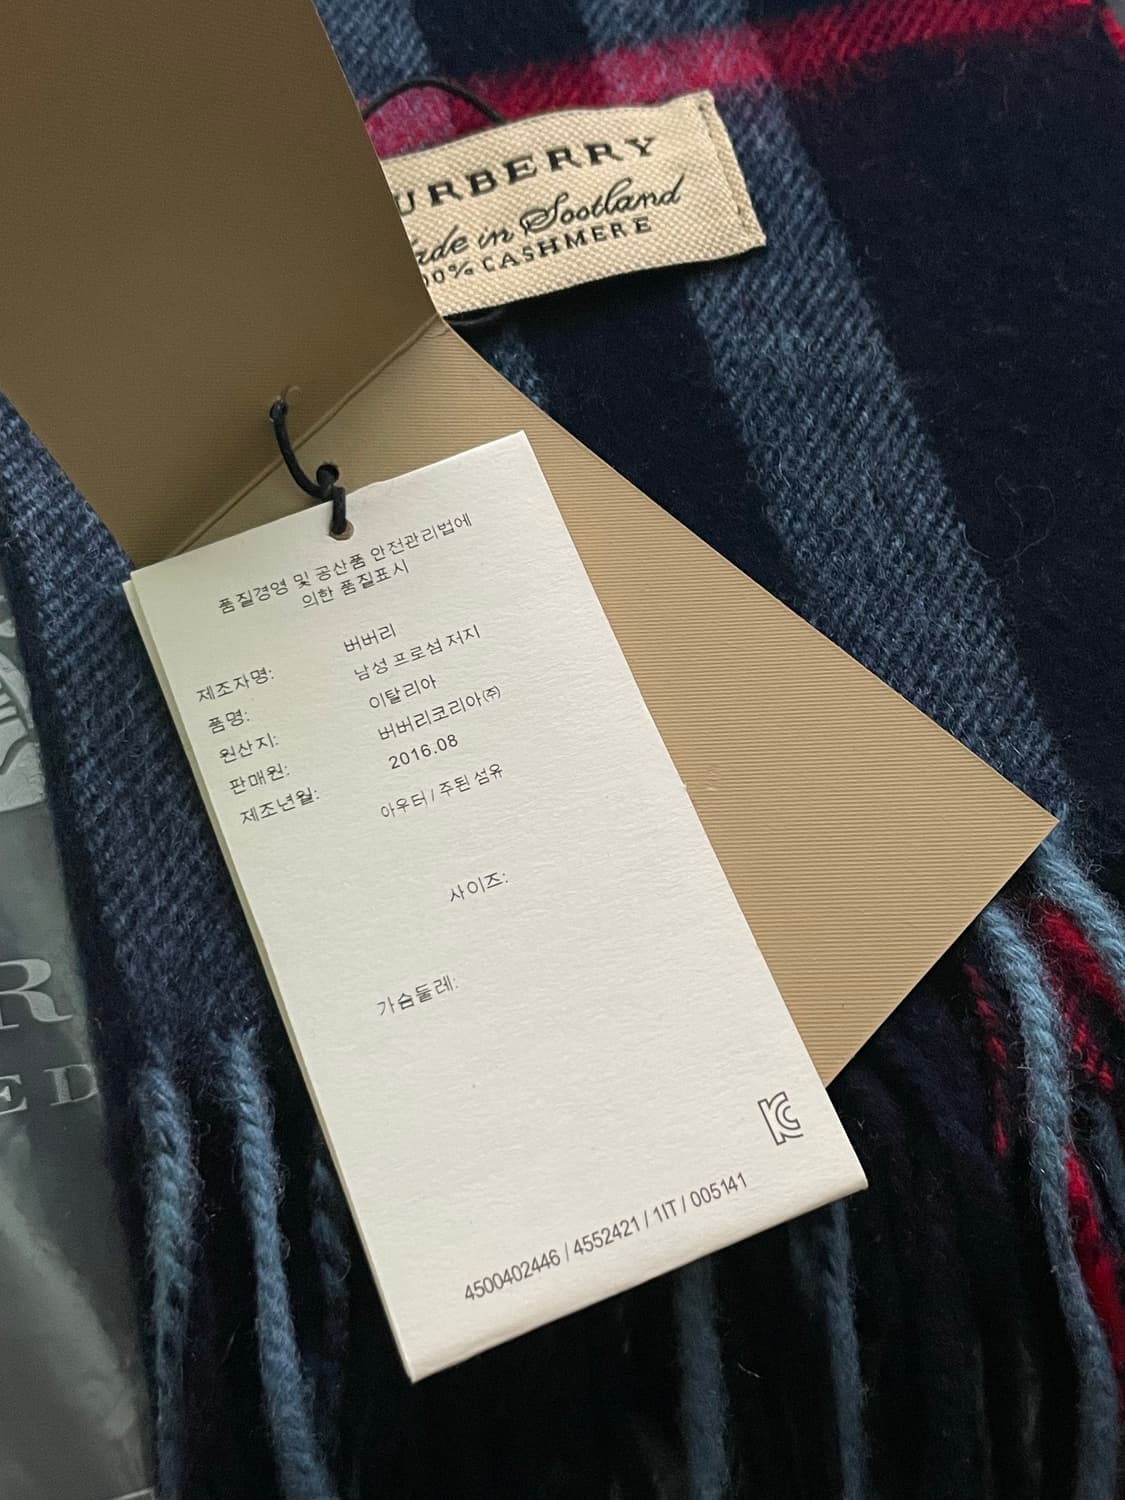 URBERRY
ade in Scotland
00% CASHMERE
품질경영 및 공산품 안전관리법에
의한 품질표시
제조자명: 버버리
품명: 남성 프로섬 저지
원산지: 이탈리아
판매원: 버버리코리아㈜
제조년월: 2016.08
아우터 / 주된 섬유
사이즈:
가슴둘레:
KC
4500402446 / 4552421 / 1IT / 005141
R
ED